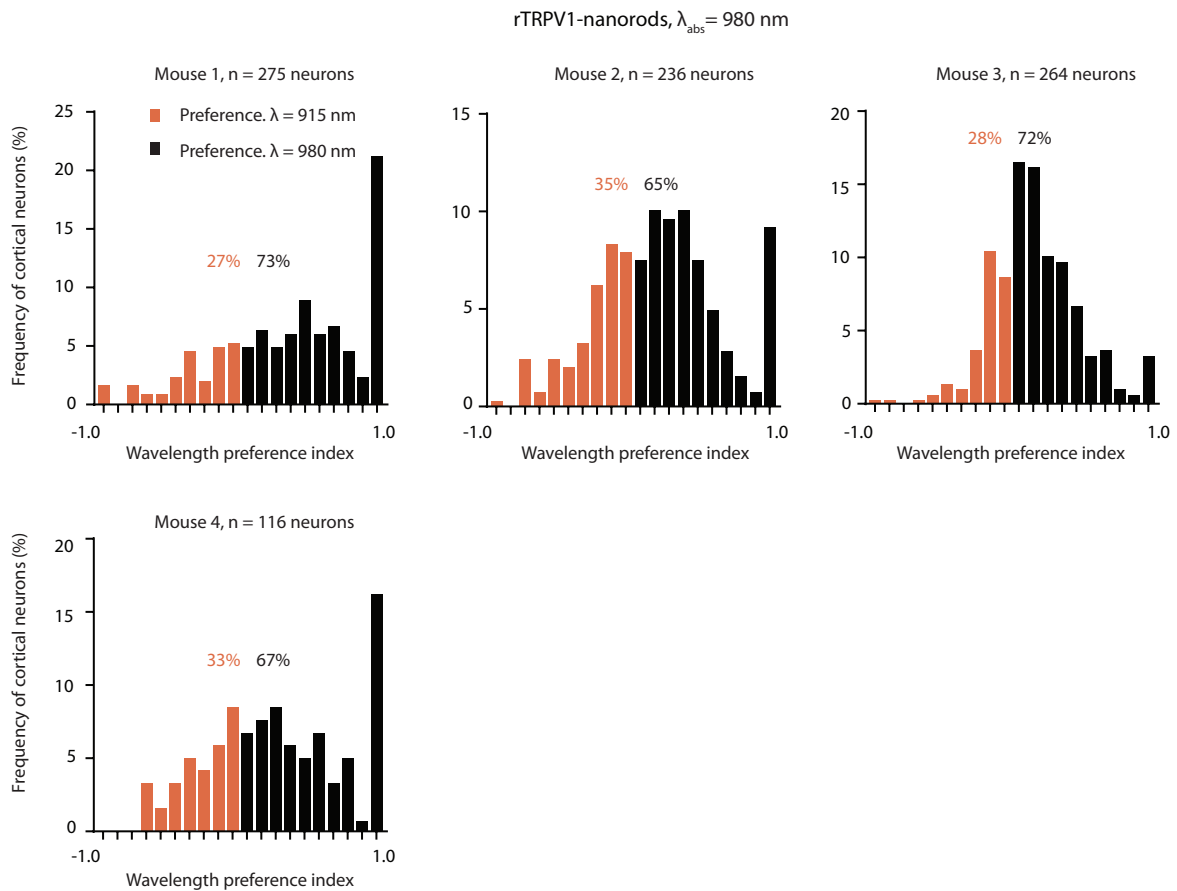 rTRPV1-nanorods, λabs= 980 nm
Mouse 1, n = 275 neurons
Frequency of cortical neurons (%)
25
20
15
10
5
0
Preference. λ = 915 nm
Preference. λ = 980 nm
27% 73%
-1.0 1.0
Wavelength preference index
Mouse 2, n = 236 neurons
15
10
5
0
35% 65%
-1.0 1.0
Wavelength preference index
Mouse 3, n = 264 neurons
20
15
10
5
0
28% 72%
-1.0 1.0
Wavelength preference index
Mouse 4, n = 116 neurons
Frequency of cortical neurons (%)
20
15
10
5
0
33% 67%
-1.0 1.0
Wavelength preference index